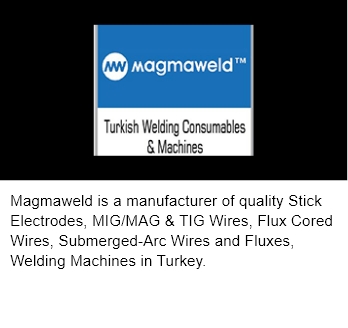 magmaweld™
Turkish Welding Consumables
& Machines
Magmaweld is a manufacturer of quality Stick
Electrodes, MIG/MAG & TIG Wires, Flux Cored
Wires, Submerged-Arc Wires and Fluxes,
Welding Machines in Turkey.